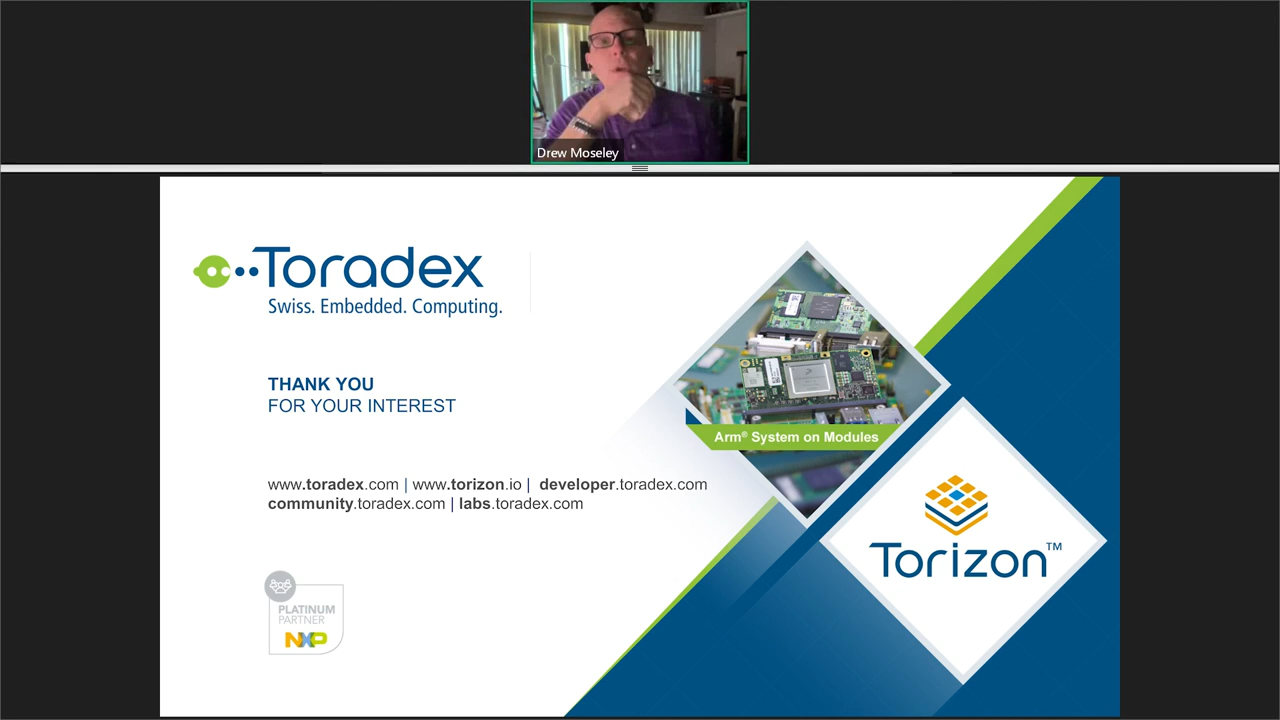 Drew Moseley
Toradex
Swiss. Embedded. Computing.
THANK YOU
FOR YOUR INTEREST
Arm® System on Modules
www.toradex.com | www.torizon.io | developer.toradex.com
community.toradex.com | labs.toradex.com
Torizon™
PLATINUM
PARTNER
NXP